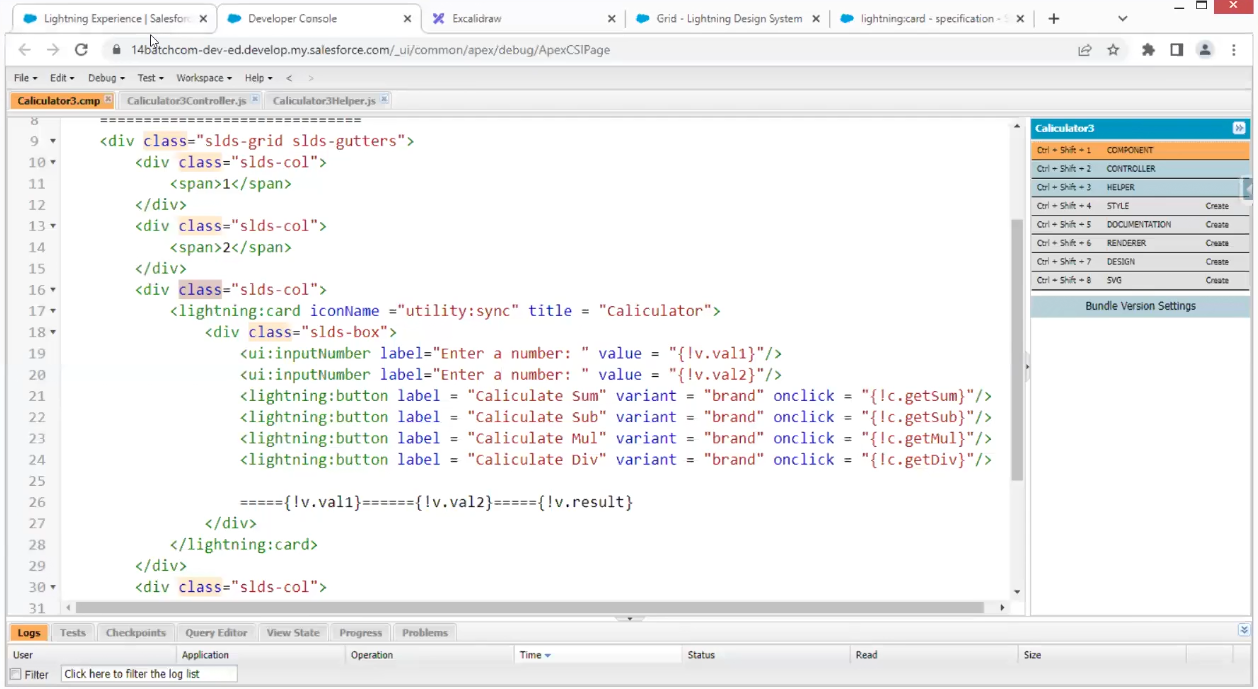 Lightning Experience | Salesfor
Developer Console
Excalidraw
Grid - Lightning Design System
lightning:card - specification -
14batchcom-dev-ed.develop.my.salesforce.com/_ui/common/apex/debug/ApexCSIPage
File Edit Debug Test Workspace Help < >
Caliculator3.cmp Caliculator3Controller.js Caliculator3Helper.js
8 ==============================
9 <div class="slds-grid slds-gutters">
10 <div class="slds-col">
11 <span>1</span>
12 </div>
13 <div class="slds-col">
14 <span>2</span>
15 </div>
16 <div class="slds-col">
17 <lightning:card iconName ="utility:sync" title = "Caliculator">
18 <div class="slds-box">
19 <ui:inputNumber label="Enter a number: " value = "{!v.val1}"/>
20 <ui:inputNumber label="Enter a number: " value = "{!v.val2}"/>
21 <lightning:button label = "Caliculate Sum" variant = "brand" onclick = "{!c.getSum}"/>
22 <lightning:button label = "Caliculate Sub" variant = "brand" onclick = "{!c.getSub}"/>
23 <lightning:button label = "Caliculate Mul" variant = "brand" onclick = "{!c.getMul}"/>
24 <lightning:button label = "Caliculate Div" variant = "brand" onclick = "{!c.getDiv}"/>
25
26 ====={!v.val1}======{!v.val2}====={!v.result}
27 </div>
28 </lightning:card>
29 </div>
30 <div class="slds-col">
31
Caliculator3
Ctrl + Shift + 1 COMPONENT
Ctrl + Shift + 2 CONTROLLER
Ctrl + Shift + 3 HELPER
Ctrl + Shift + 4 STYLE Create
Ctrl + Shift + 5 DOCUMENTATION Create
Ctrl + Shift + 6 RENDERER Create
Ctrl + Shift + 7 DESIGN Create
Ctrl + Shift + 8 SVG Create
Bundle Version Settings
Logs Tests Checkpoints Query Editor View State Progress Problems
User Application Operation Time Status Read Size
Filter Click here to filter the log list